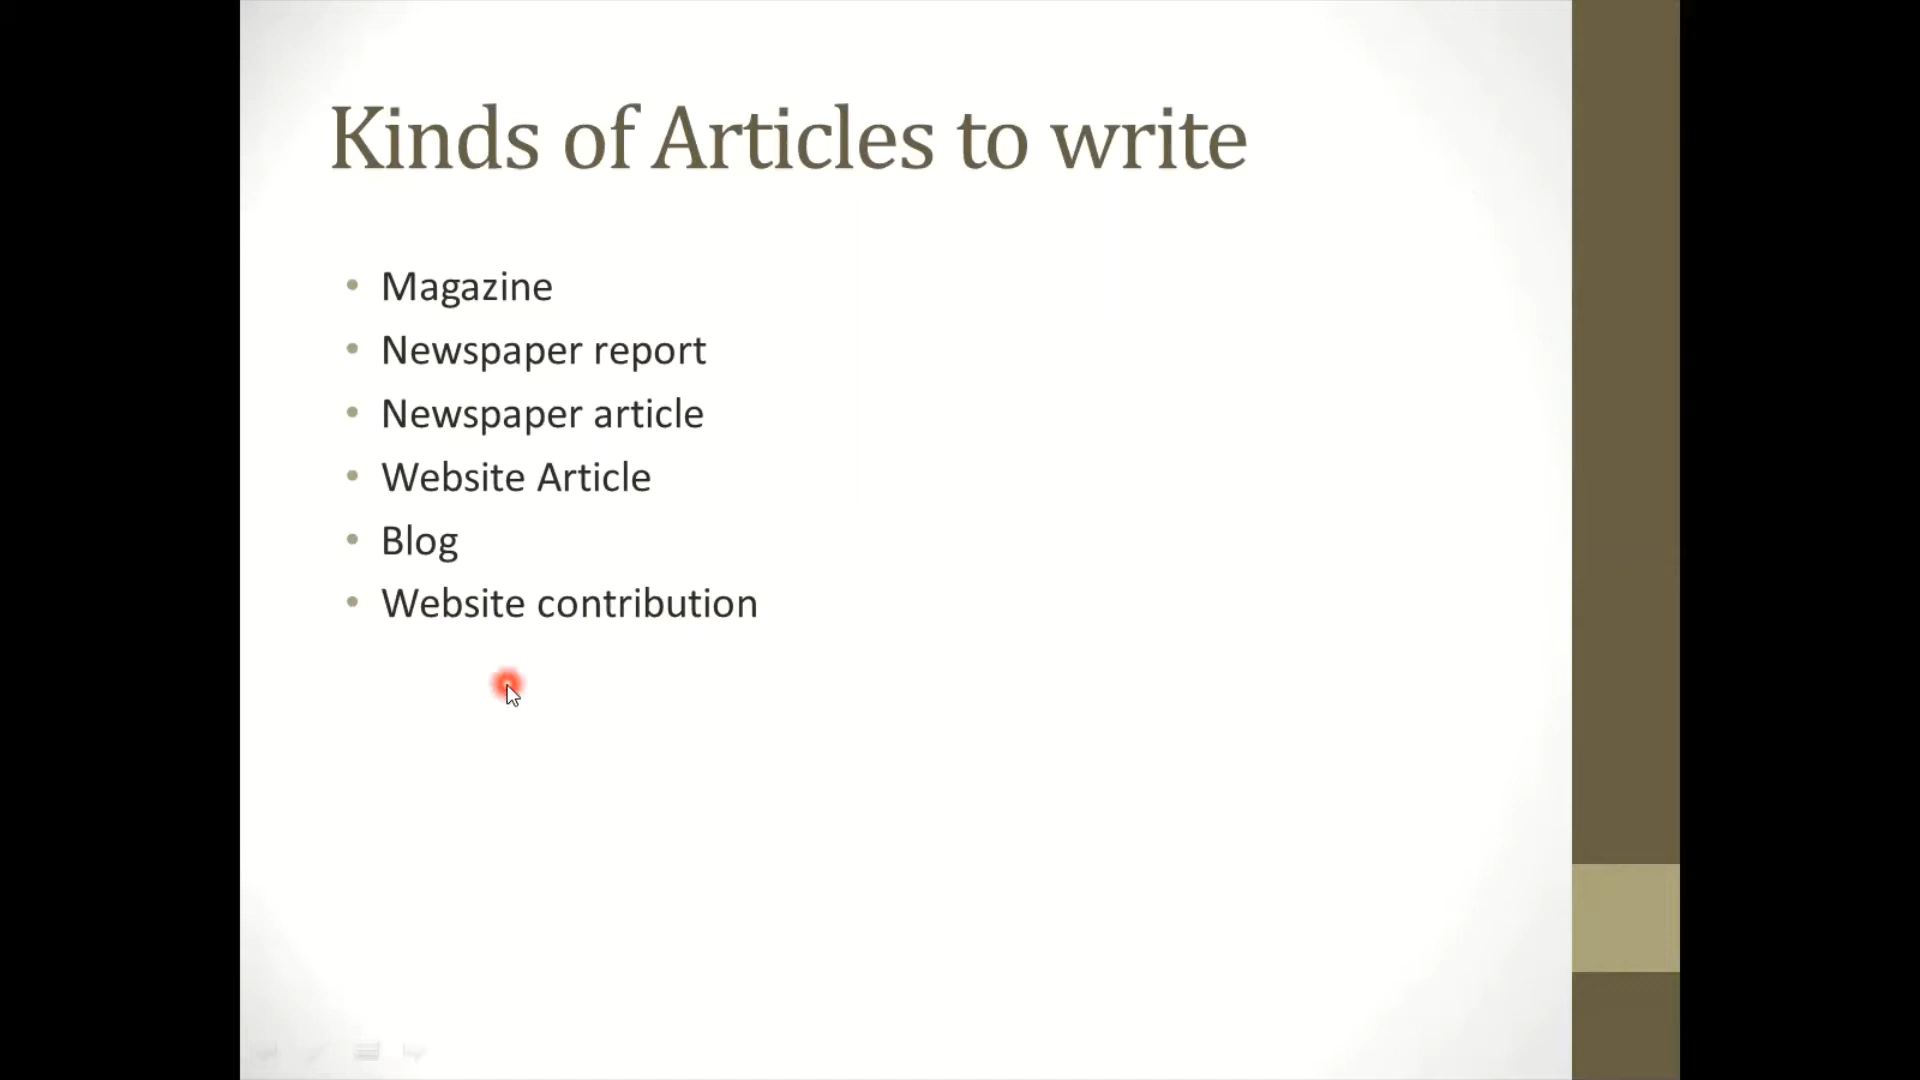 Kinds of Articles to write
• Magazine
• Newspaper report
• Newspaper article
• Website Article
• Blog
• Website contribution